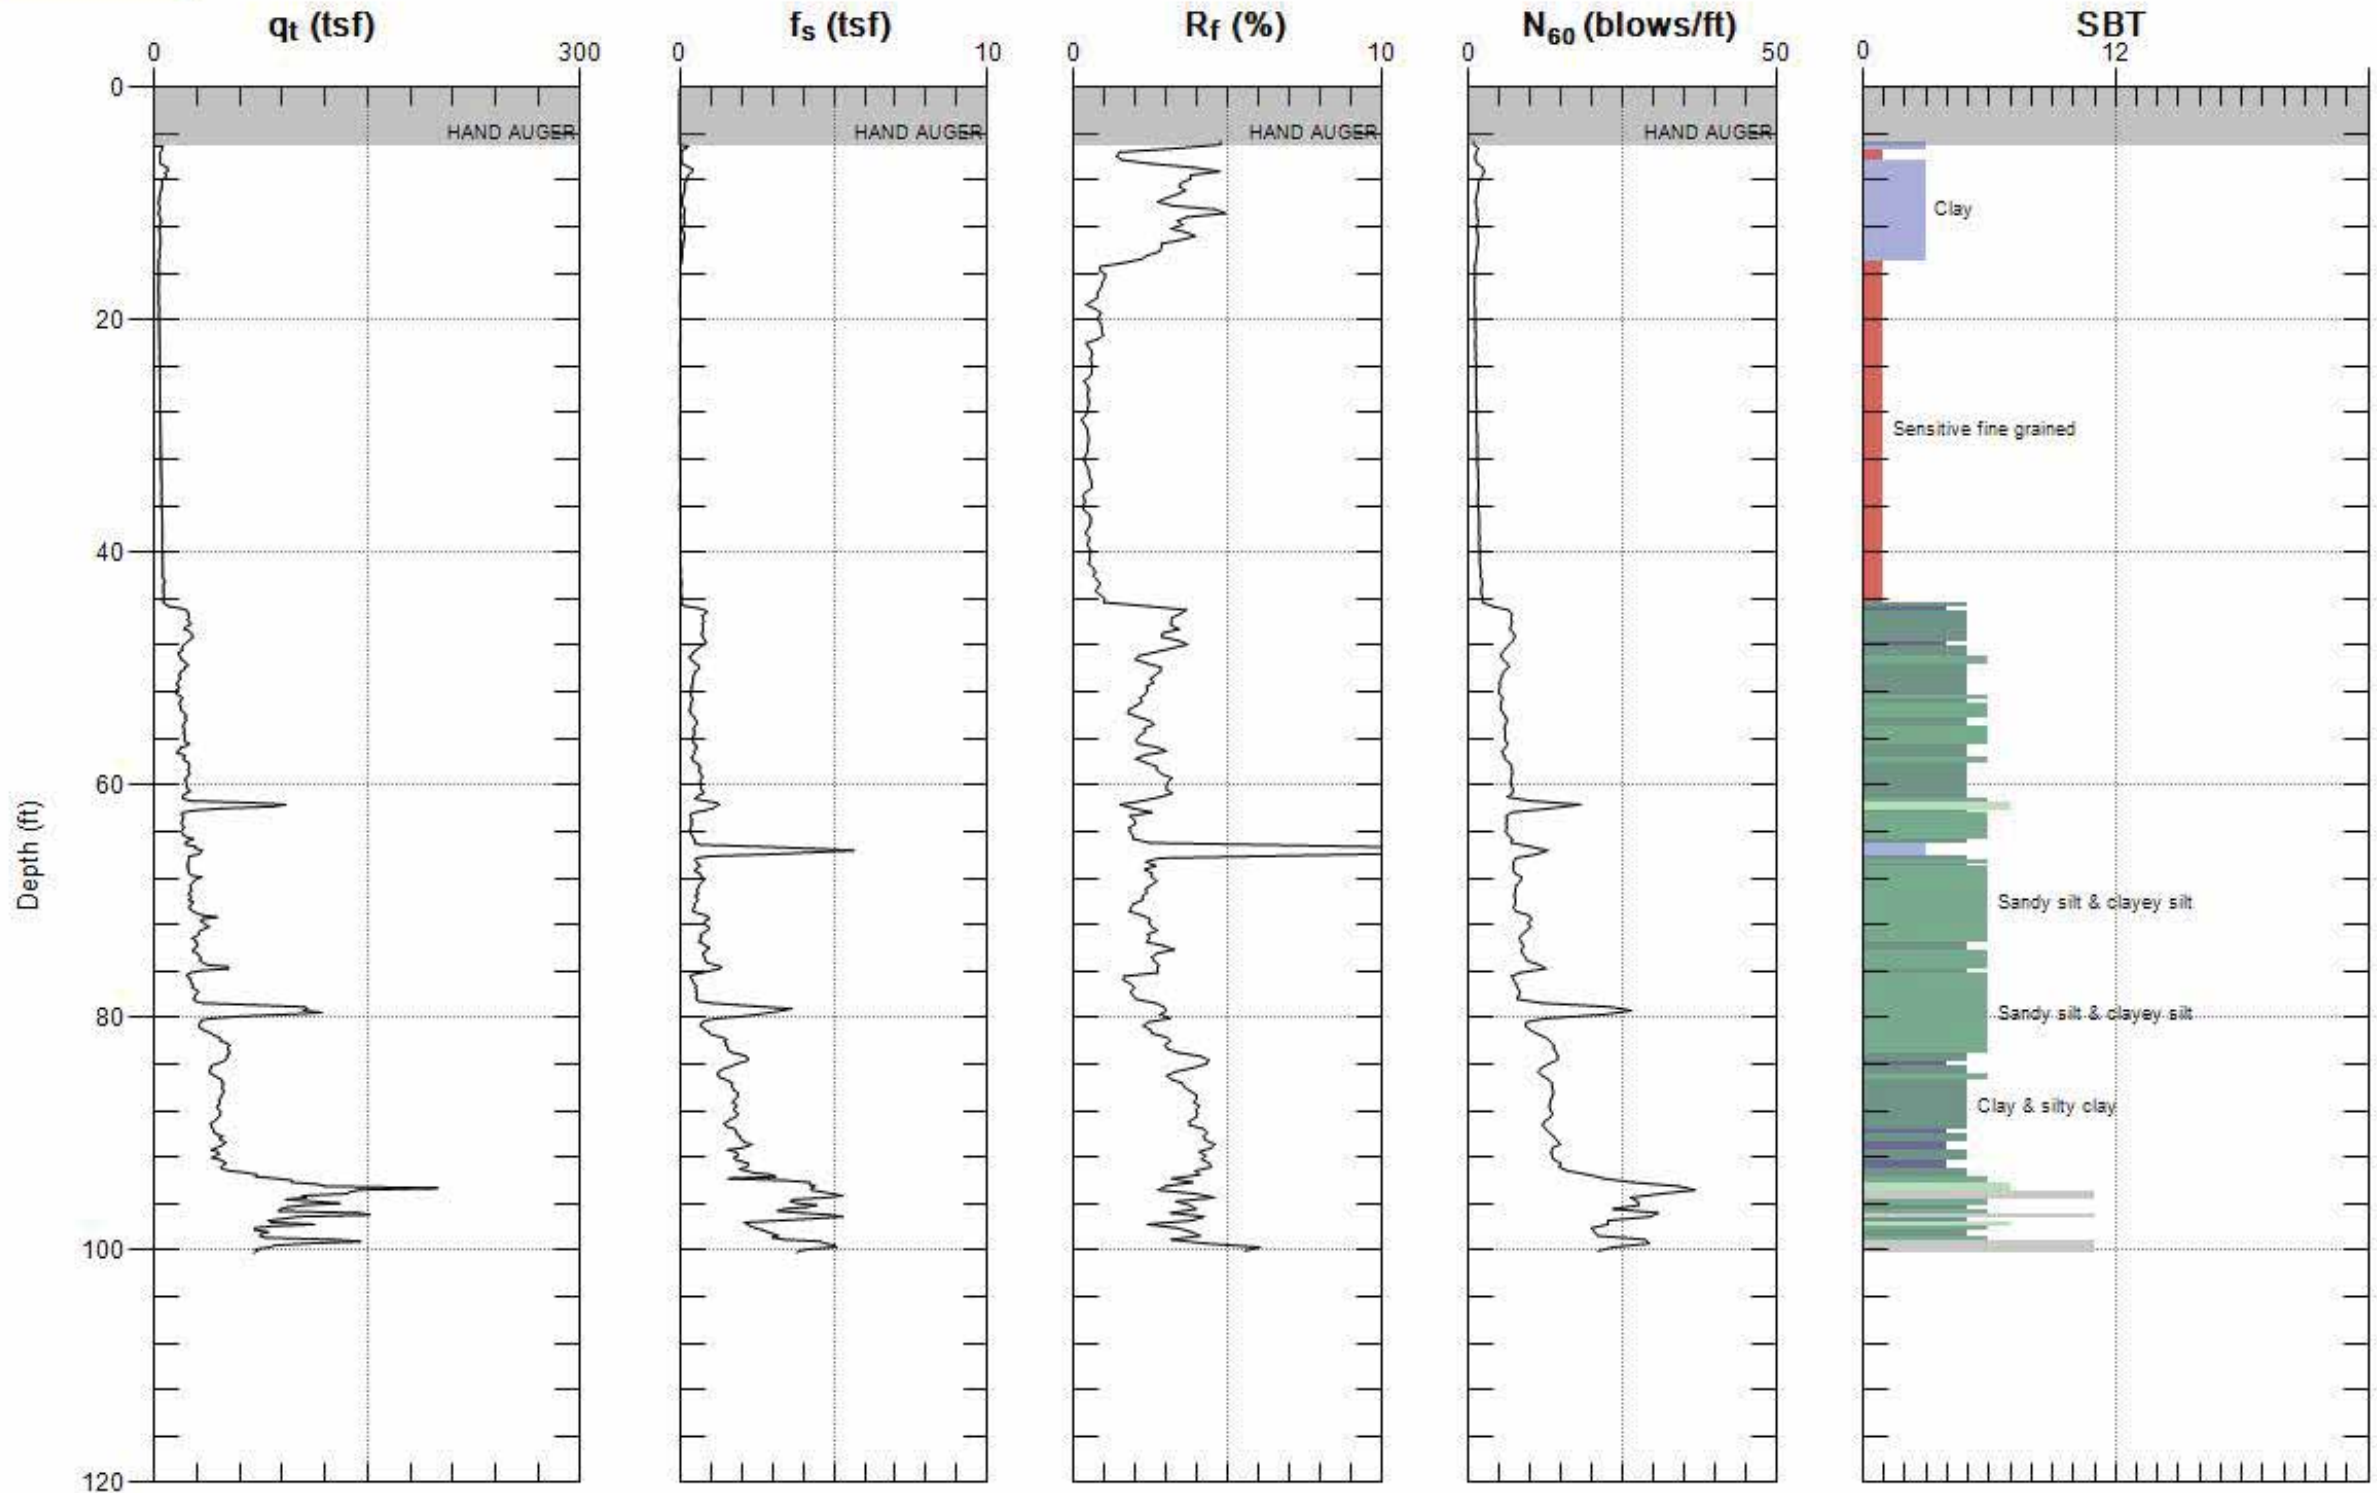 qt (tsf) fs (tsf) Rf (%) N60 (blows/ft) SBT
0 300 0 10 0 10 0 50 0 12
0
HAND AUGER HAND AUGER HAND AUGER HAND AUGER
Clay
20
Sensitive fine grained
40
60
Depth (ft)
Sandy silt & clayey silt
80
Sandy silt & clayey silt
Clay & silty clay
100
120